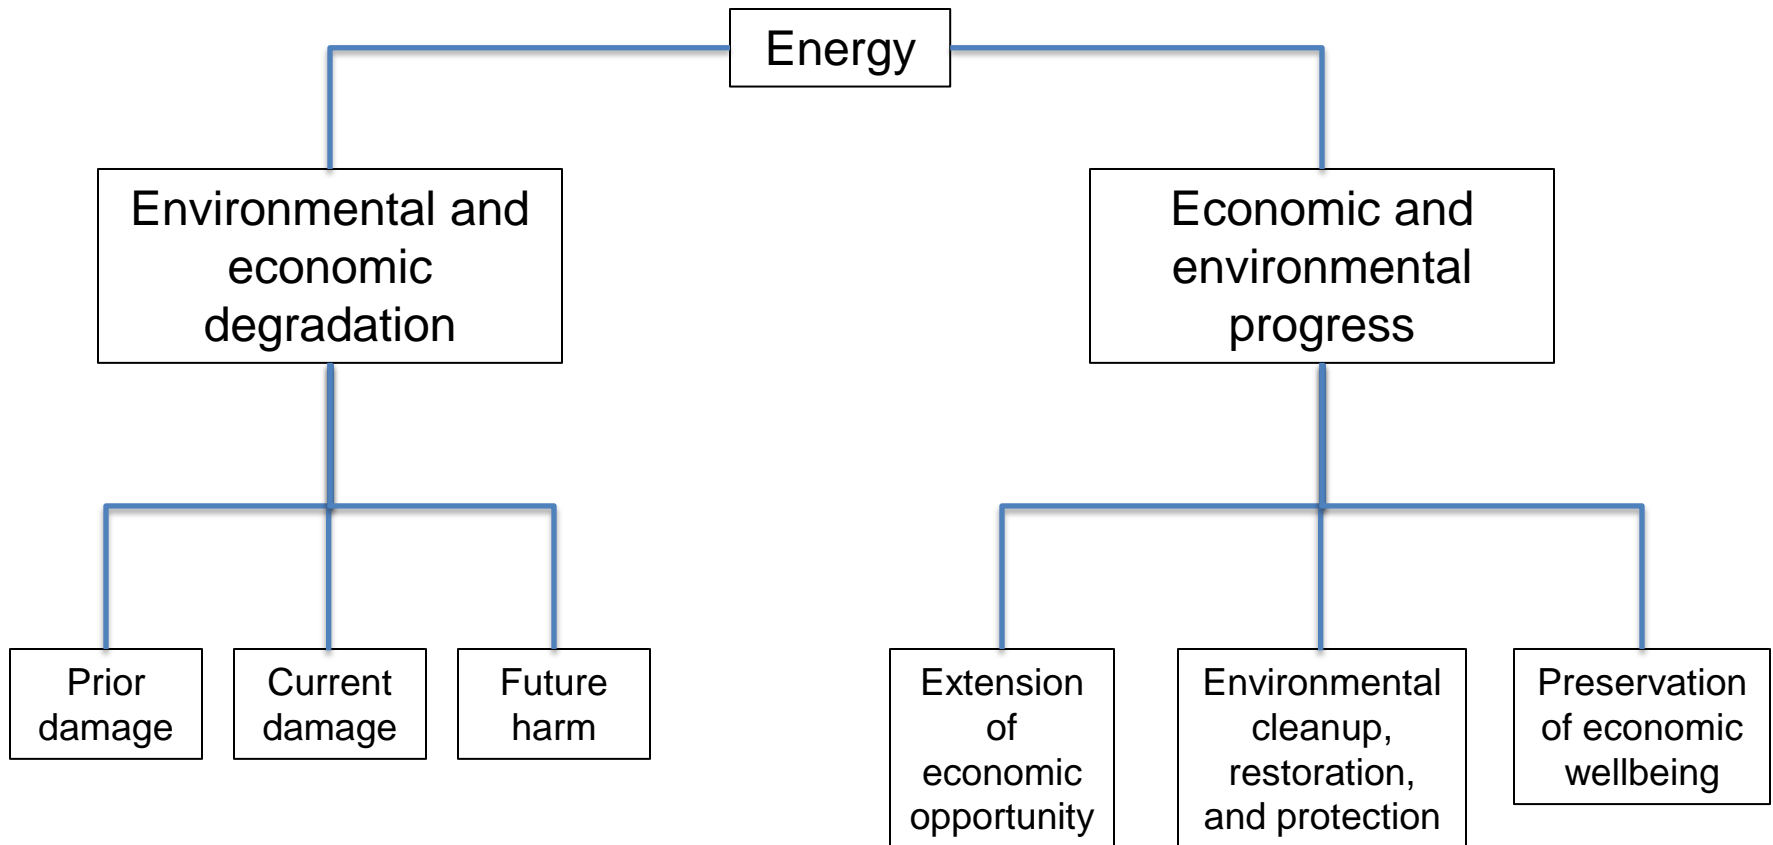 Energy
Environmental and
economic
degradation
Economic and
environmental
progress
Prior
damage
Current
damage
Future
harm
Extension
of
economic
opportunity
Environmental
cleanup,
restoration,
and protection
Preservation
of economic
wellbeing